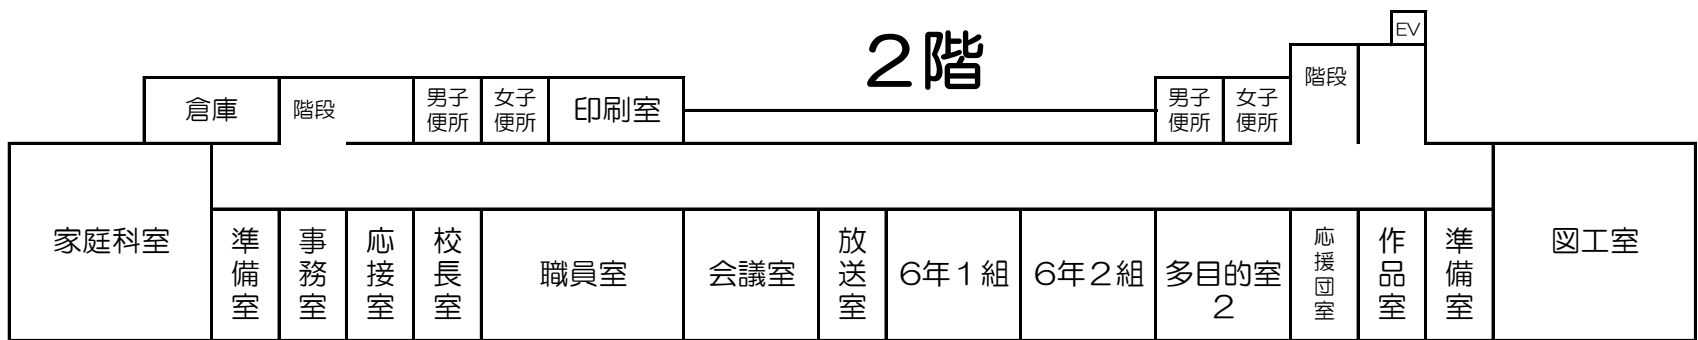 2階
EV
倉庫
階段
男子
便所
女子
便所
印刷室
男子
便所
女子
便所
階段
家庭科室
準備室
事務室
応接室
校長室
職員室
会議室
放送室
6年1組
6年2組
多目的室
2
応援団室
作品室
準備室
図工室